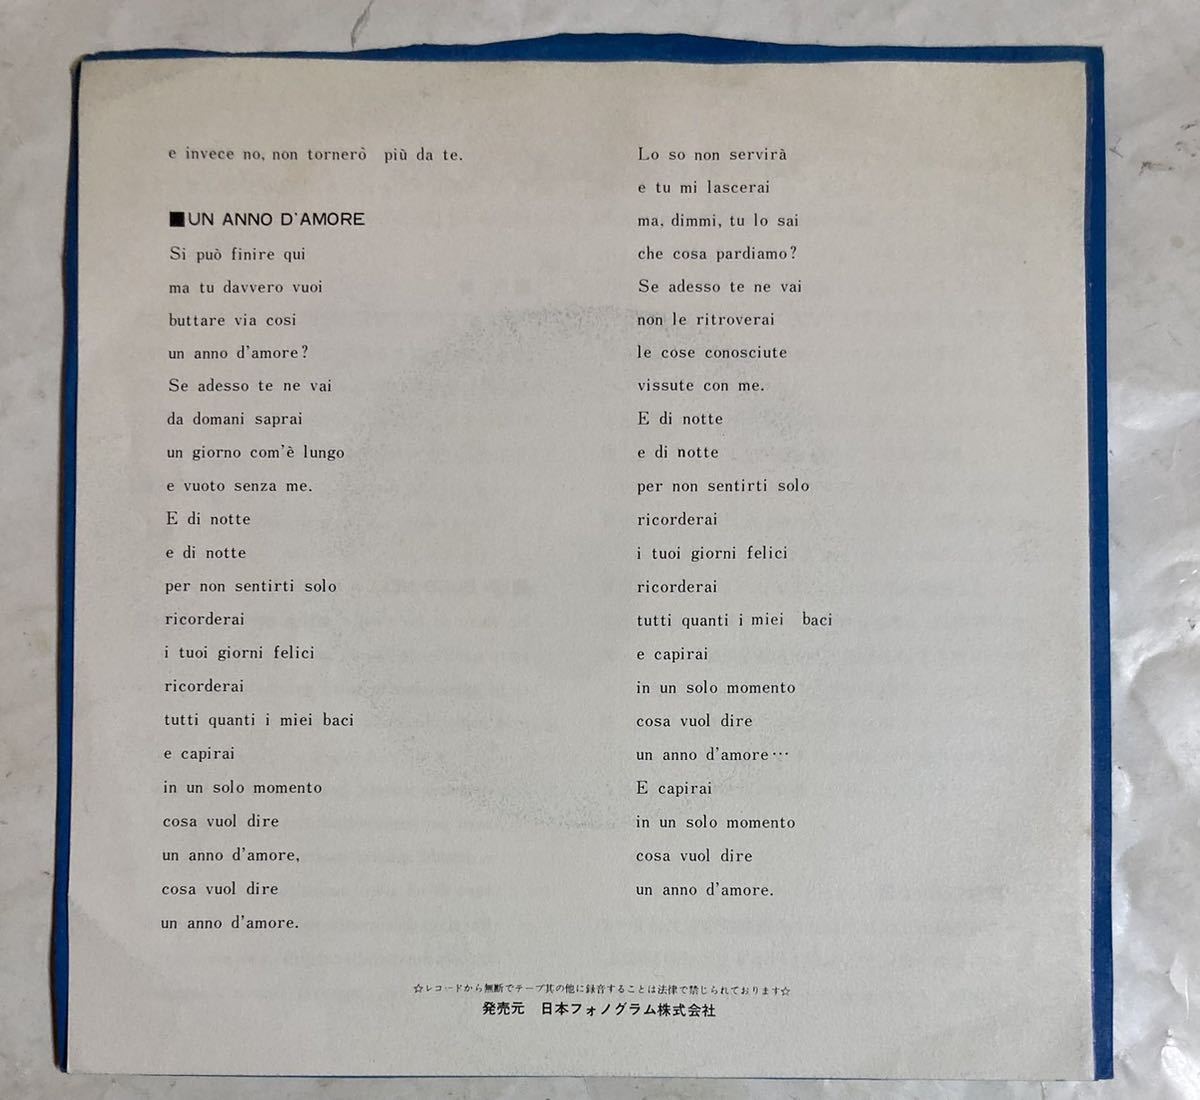 e invece no, non tornerò più da te.
■UN ANNO D'AMORE
Si può finire qui
ma tu davvero vuoi
buttare via cosi
un anno d'amore?
Se adesso te ne vai
da domani saprai
un giorno com'è lungo
e vuoto senza me.
E di notte
e di notte
per non sentirti solo
ricorderai
i tuoi giorni felici
ricorderai
tutti quanti i miei baci
e capirai
in un solo momento
cosa vuol dire
un anno d'amore,
cosa vuol dire
un anno d'amore.
Lo so non servirà
e tu mi lascerai
ma, dimmi, tu lo sai
che cosa pardiamo?
Se adesso te ne vai
non le ritroverai
le cose conosciute
vissute con me.
E di notte
e di notte
per non sentirti solo
ricorderai
i tuoi giorni felici
ricorderai
tutti quanti i miei baci
e capirai
in un solo momento
cosa vuol dire
un anno d'amore…
E capirai
in un solo momento
cosa vuol dire
un anno d'amore.
☆レコードから無断でテープ其の他に録音することは法律で禁じられております☆
発売元　日本フォノグラム株式会社